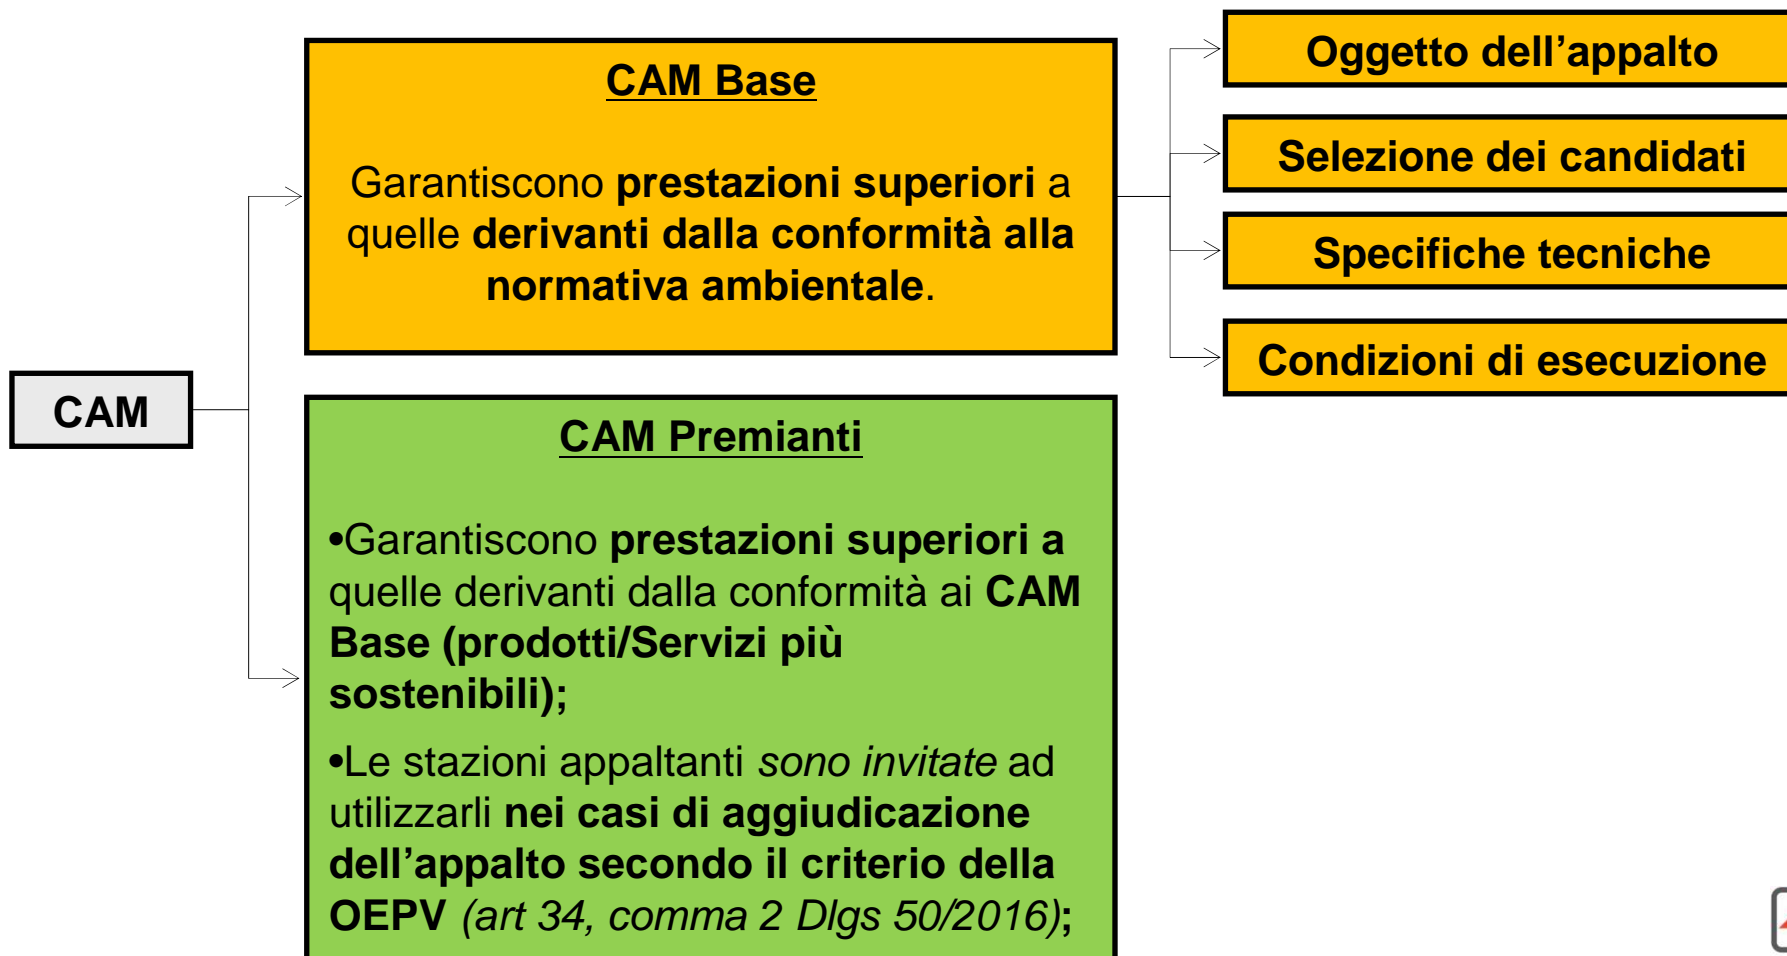 CAM
CAM Base
Garantiscono prestazioni superiori a
quelle derivanti dalla conformità alla
normativa ambientale.
Oggetto dell’appalto
Selezione dei candidati
Specifiche tecniche
Condizioni di esecuzione
CAM Premianti
•Garantiscono prestazioni superiori a
quelle derivanti dalla conformità ai CAM
Base (prodotti/Servizi più
sostenibili);
•Le stazioni appaltanti sono invitate ad
utilizzarli nei casi di aggiudicazione
dell’appalto secondo il criterio della
OEPV (art 34, comma 2 Dlgs 50/2016);